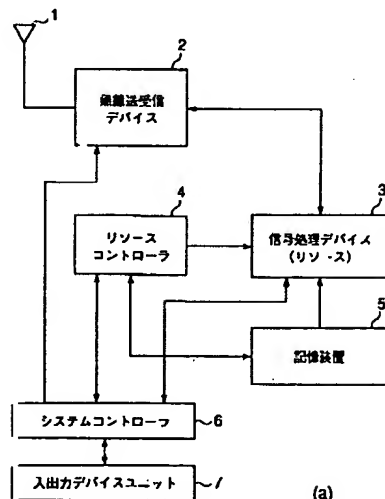 1
2
無線送受信
デバイス
3
4
リソース
コントローラ
信号処理デバイス
(リソース)
5
記憶装置
システムコントローラ
6
入出力デバイスユニット
7
(a)